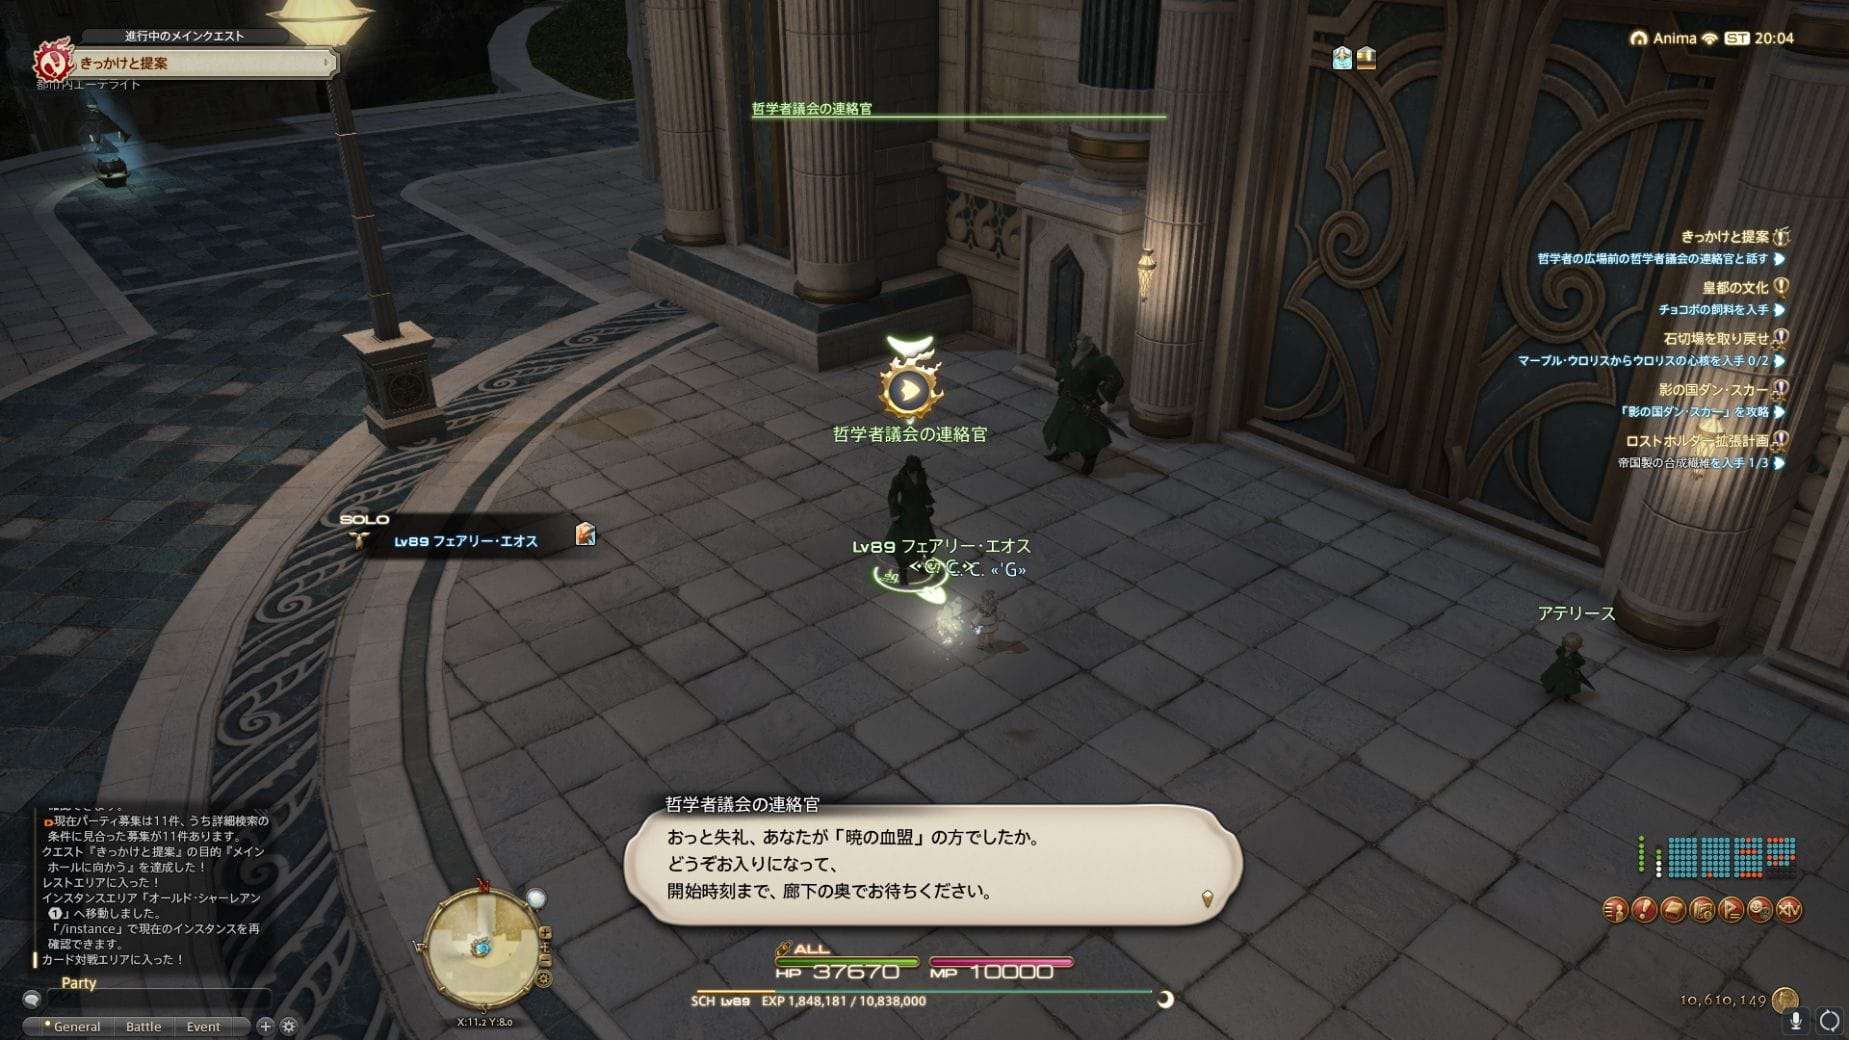 進行中のメインクエスト
きっかけと提案
都市内エーテライト
哲学者議会の連絡官
Anima ST 20:04
きっかけと提案
哲学者の広場前の哲学者議会の連絡官と話す
皇都の文化
チョコボの飼料を入手
石切場を取り戻せ
マーブル・ウロリスからウロリスの心核を入手 0/2
影の国ダン・スカー
「影の国ダン・スカー」を攻略
ロストホルダー拡張計画
帝国製の合成繊維を入手 1/3
哲学者議会の連絡官
SOLO
Lv89 フェアリー・エオス
Lv89 フェアリー・エオス
C. C. «'G»
アテリース
哲学者議会の連絡官
おっと失礼、あなたが「暁の血盟」の方でしたか。
どうぞお入りになって、
開始時刻まで、廊下の奥でお待ちください。
現在パーティ募集は11件、うち詳細検索の
条件に見合った募集が11件あります。
クエスト『きっかけと提案』の目的『メイン
ホールに向かう』を達成した！
レストエリアに入った！
インスタンスエリア「オールド・シャーレアン
1」へ移動しました。
「/instance」で現在のインスタンスを再
確認できます。
カード対戦エリアに入った！
Party
General Battle Event
N
X:11.2 Y:8.0
ALL
HP 37670 MP 10000
SCH Lv89 EXP 1,848,181 / 10,838,000
XIV
10,610,149